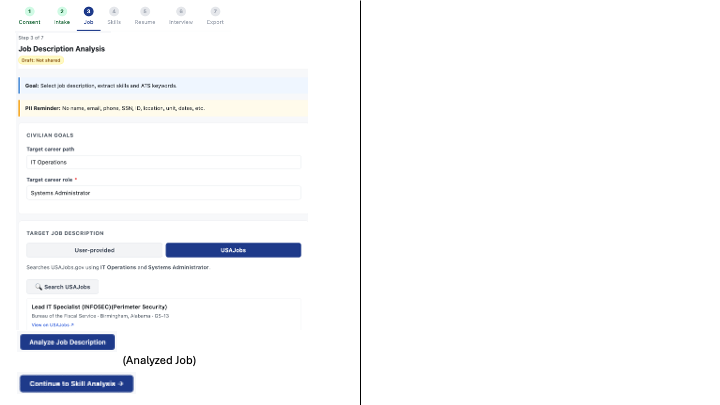 1 2 3 4 5 6 7
Consent Intake Job Skills Resume Interview Export
Step 3 of 7
Job Description Analysis
Draft: Not shared
Goal: Select job description, extract skills and ATS keywords.
PII Reminder: No name, email, phone, SSN, ID, location, unit, dates, etc.
CIVILIAN GOALS
Target career path
IT Operations
Target career role *
Systems Administrator
TARGET JOB DESCRIPTION
User-provided USAJobs
Searches USAJobs.gov using IT Operations and Systems Administrator.
🔍 Search USAJobs
Lead IT Specialist (INFOSEC)(Perimeter Security)
Bureau of the Fiscal Service · Birmingham, Alabama · GS-13
View on USAJobs ↗
Analyze Job Description
(Analyzed Job)
Continue to Skill Analysis →